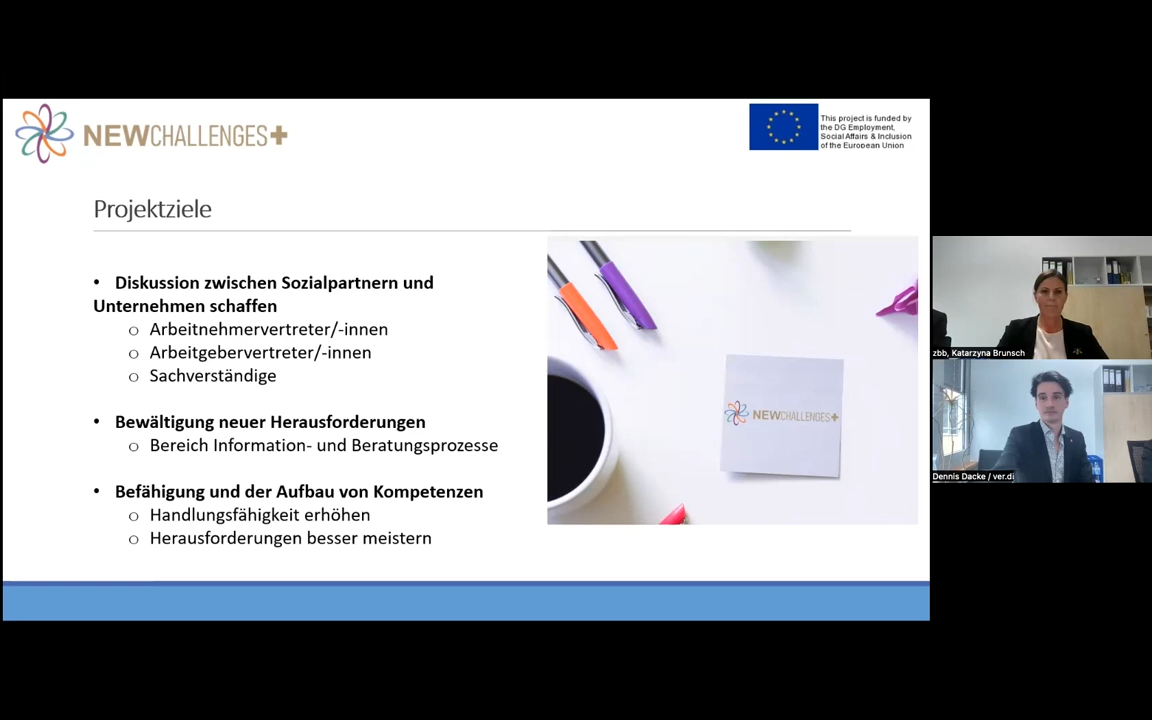 NEWCHALLENGES+
This project is funded by
the DG Employment,
Social Affairs & Inclusion
of the European Union
Projektziele
• Diskussion zwischen Sozialpartnern und
Unternehmen schaffen
o Arbeitnehmervertreter/-innen
o Arbeitgebervertreter/-innen
o Sachverständige
• Bewältigung neuer Herausforderungen
o Bereich Information- und Beratungsprozesse
• Befähigung und der Aufbau von Kompetenzen
o Handlungsfähigkeit erhöhen
o Herausforderungen besser meistern
NEWCHALLENGES+
zbb, Katarzyna Brunsch
Dennis Dacke / ver.di